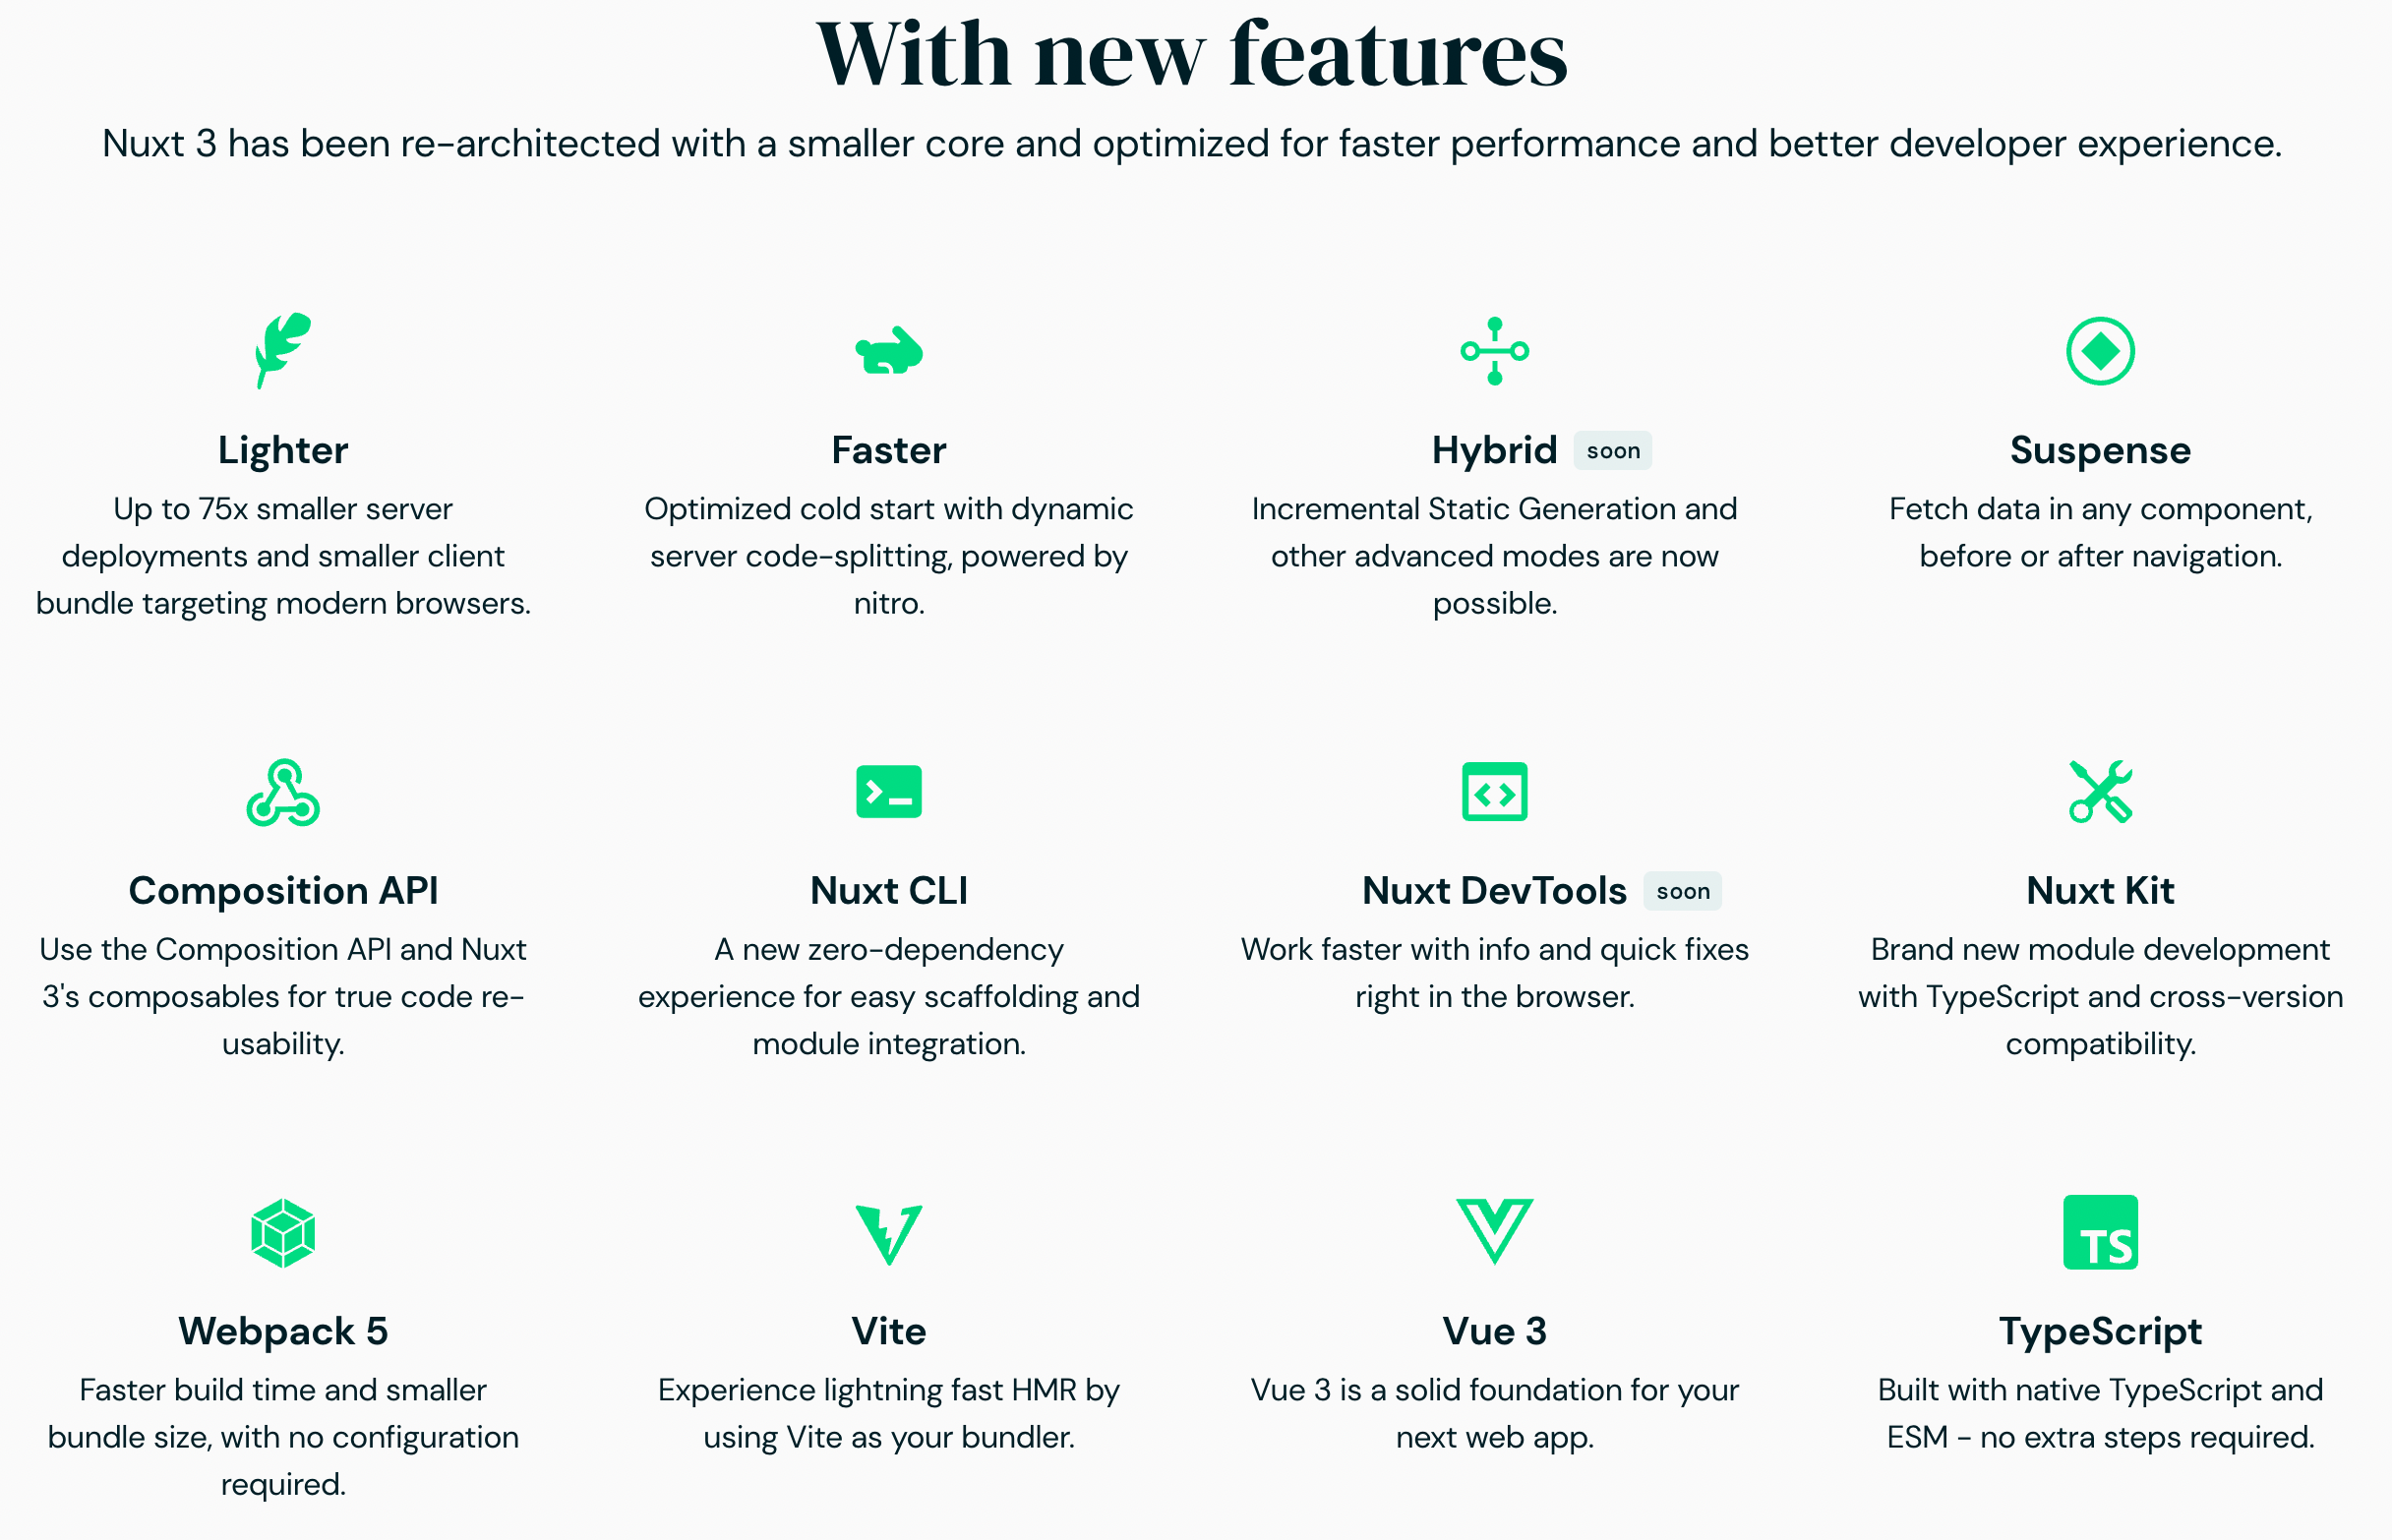 With new features
Nuxt 3 has been re-architected with a smaller core and optimized for faster performance and better developer experience.
Lighter
Up to 75x smaller server
deployments and smaller client
bundle targeting modern browsers.
Faster
Optimized cold start with dynamic
server code-splitting, powered by
nitro.
Hybrid soon
Incremental Static Generation and
other advanced modes are now
possible.
Suspense
Fetch data in any component,
before or after navigation.
Composition API
Use the Composition API and Nuxt
3's composables for true code re-
usability.
Nuxt CLI
A new zero-dependency
experience for easy scaffolding and
module integration.
Nuxt DevTools soon
Work faster with info and quick fixes
right in the browser.
Nuxt Kit
Brand new module development
with TypeScript and cross-version
compatibility.
Webpack 5
Faster build time and smaller
bundle size, with no configuration
required.
Vite
Experience lightning fast HMR by
using Vite as your bundler.
Vue 3
Vue 3 is a solid foundation for your
next web app.
TS
TypeScript
Built with native TypeScript and
ESM - no extra steps required.